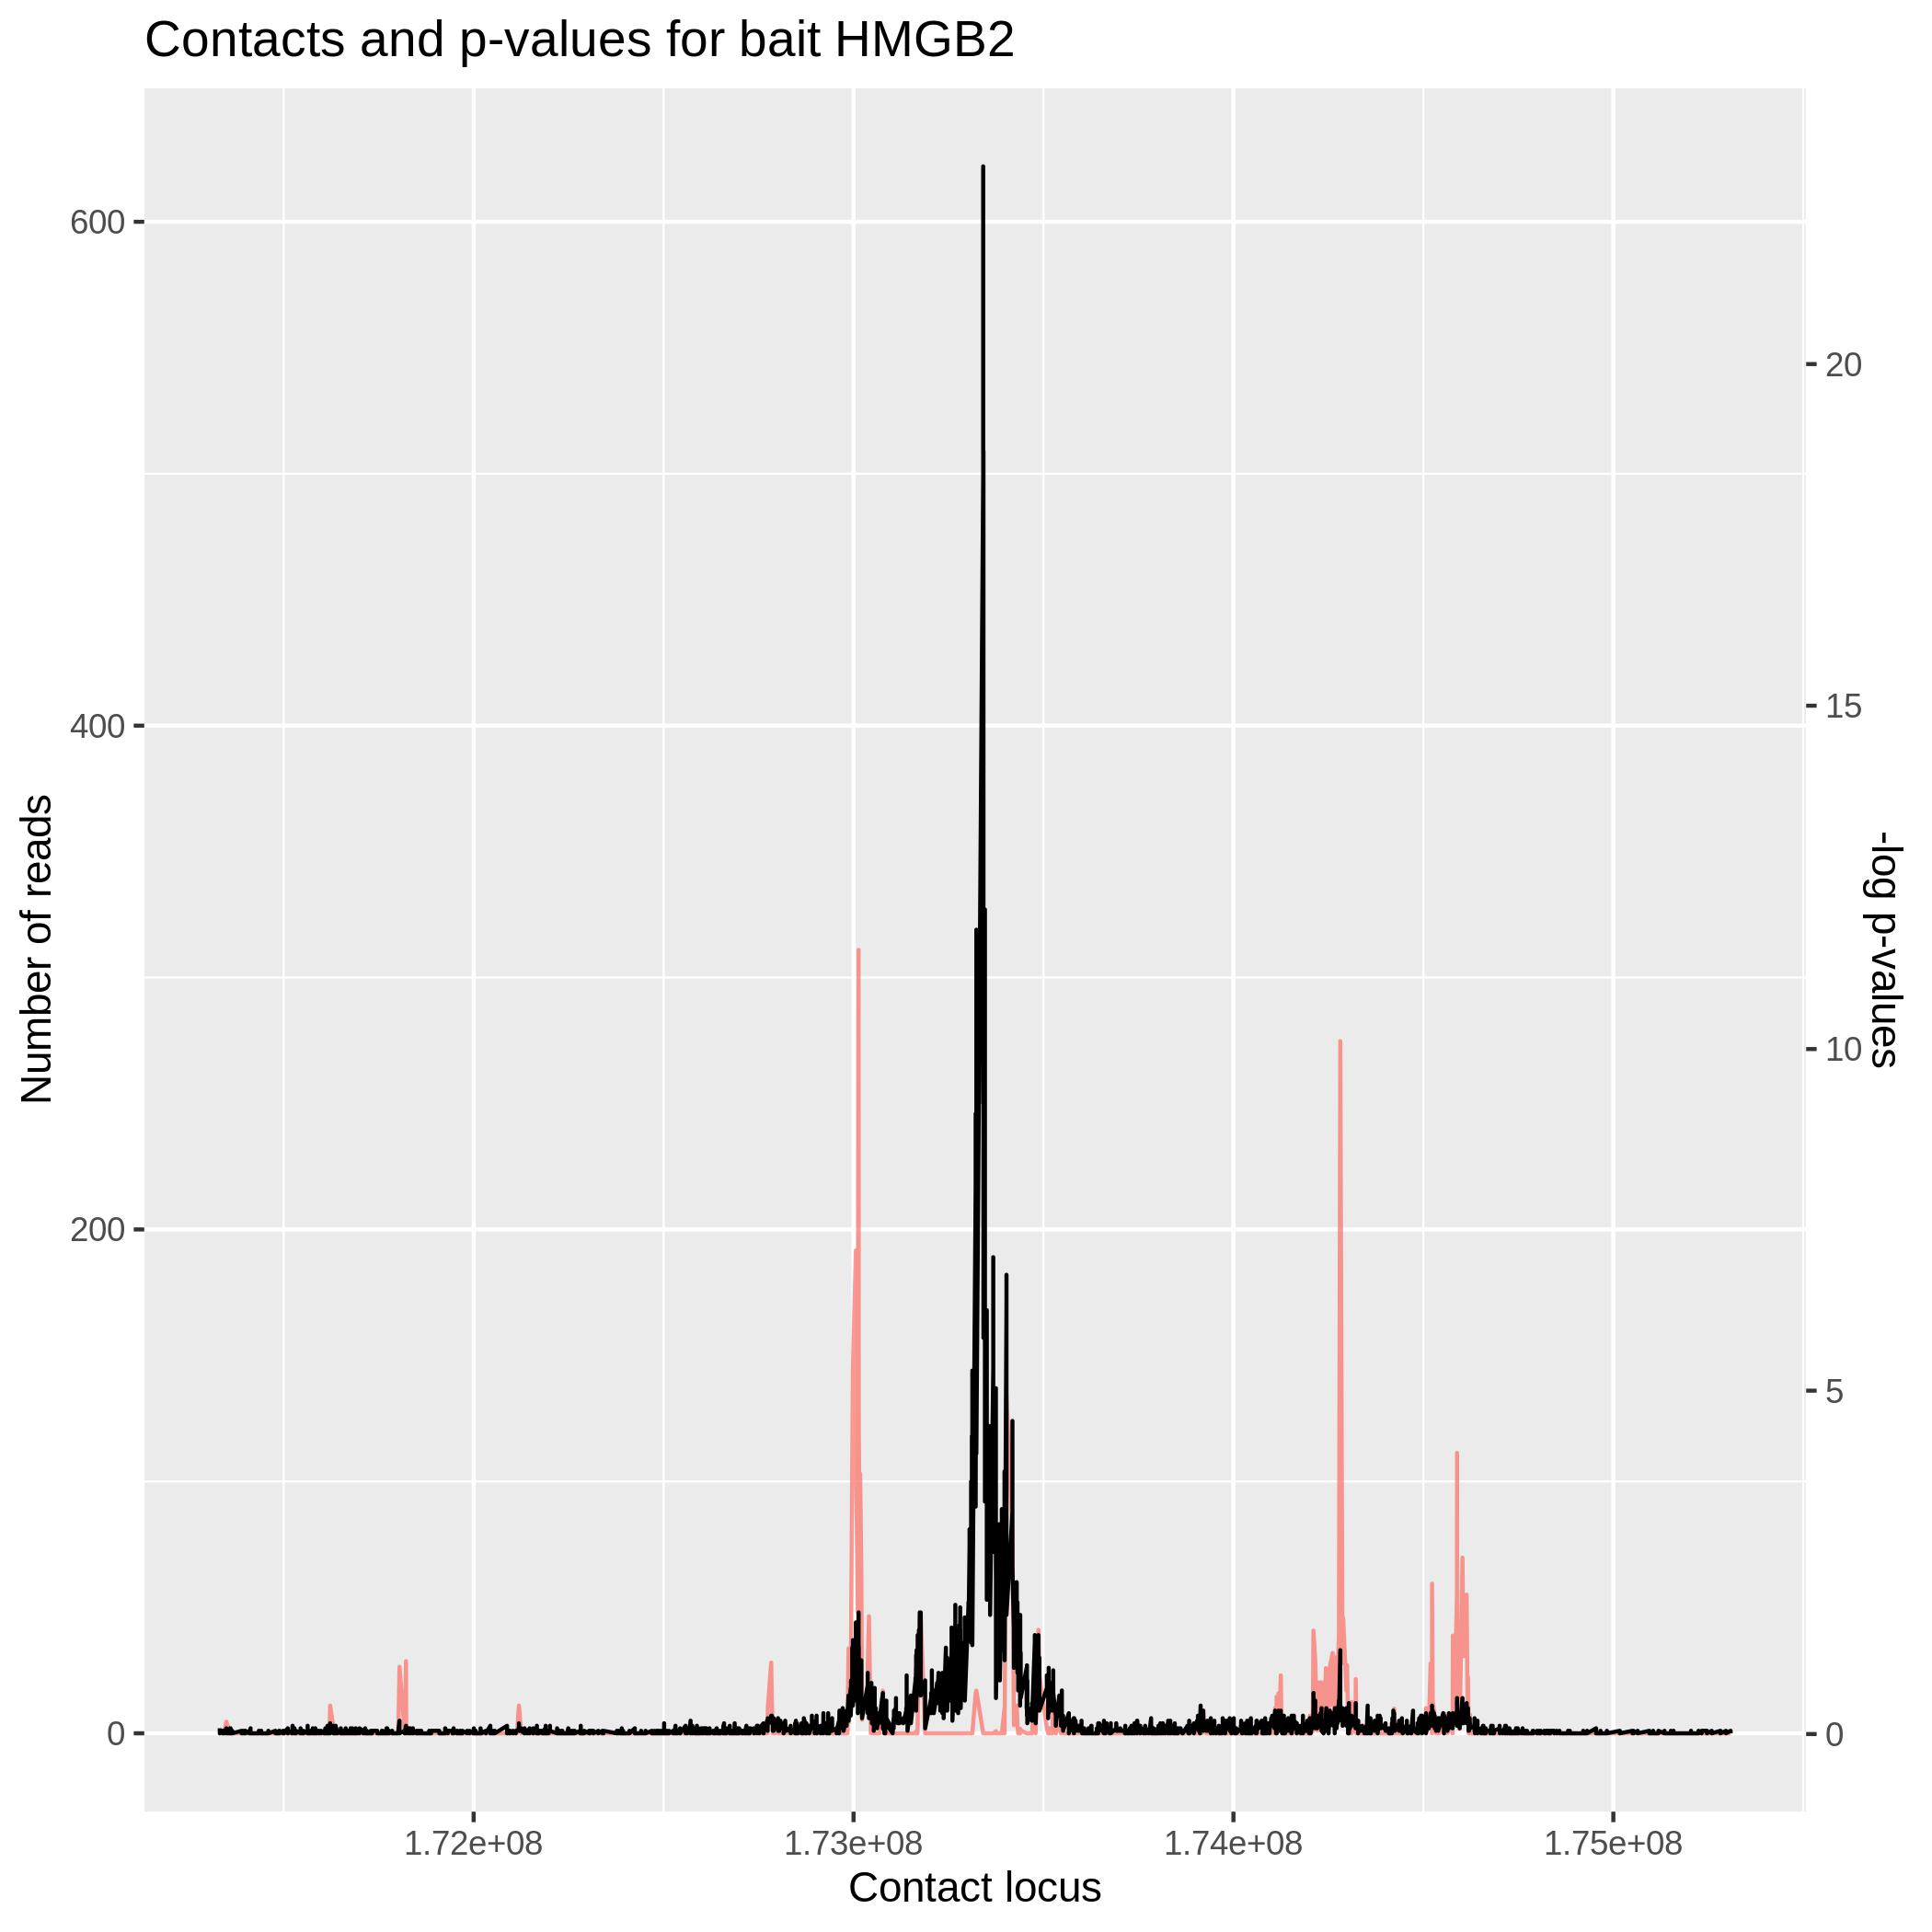 Contacts and p-values for bait HMGB2
600
400
200
0
Number of reads
20
15
10
5
0
-log p-values
1.72e+08
1.73e+08
1.74e+08
1.75e+08
Contact locus